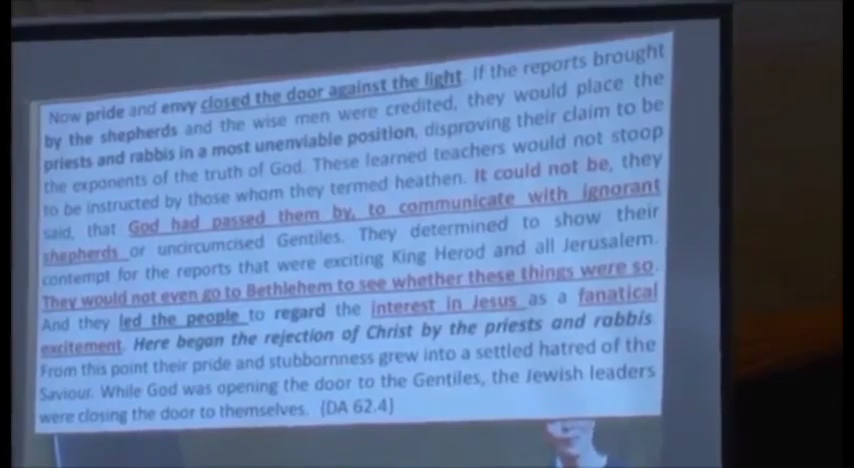 Now pride and envy closed the door against the light. If the reports brought
by the shepherds and the wise men were credited, they would place the
priests and rabbis in a most unenviable position, disproving their claim to be
the exponents of the truth of God. These learned teachers would not stoop
to be instructed by those whom they termed heathen. It could not be, they
said, that God had passed them by, to communicate with ignorant
shepherds or uncircumcised Gentiles. They determined to show their
contempt for the reports that were exciting King Herod and all Jerusalem.
They would not even go to Bethlehem to see whether these things were so.
And they led the people to regard the interest in Jesus as a fanatical
excitement. Here began the rejection of Christ by the priests and rabbis
From this point their pride and stubbornness grew into a settled hatred of the
Saviour. While God was opening the door to the Gentiles, the Jewish leaders
were closing the door to themselves. (DA 62.4)